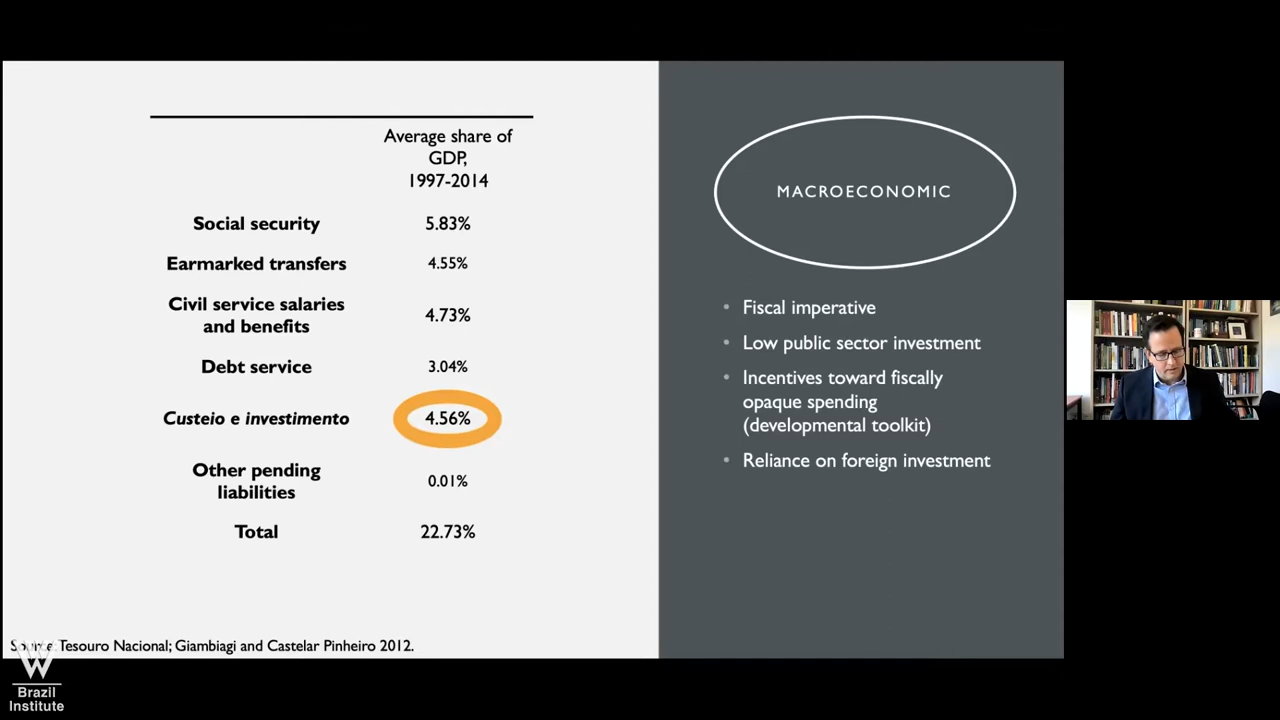 Average share of
GDP,
1997-2014
Social security 5.83%
Earmarked transfers 4.55%
Civil service salaries
and benefits 4.73%
Debt service 3.04%
Custeio e investimento 4.56%
Other pending
liabilities 0.01%
Total 22.73%
Source: Tesouro Nacional; Giambiagi and Castelar Pinheiro 2012.
MACROECONOMIC
• Fiscal imperative
• Low public sector investment
• Incentives toward fiscally
opaque spending
(developmental toolkit)
• Reliance on foreign investment
W
Brazil
Institute